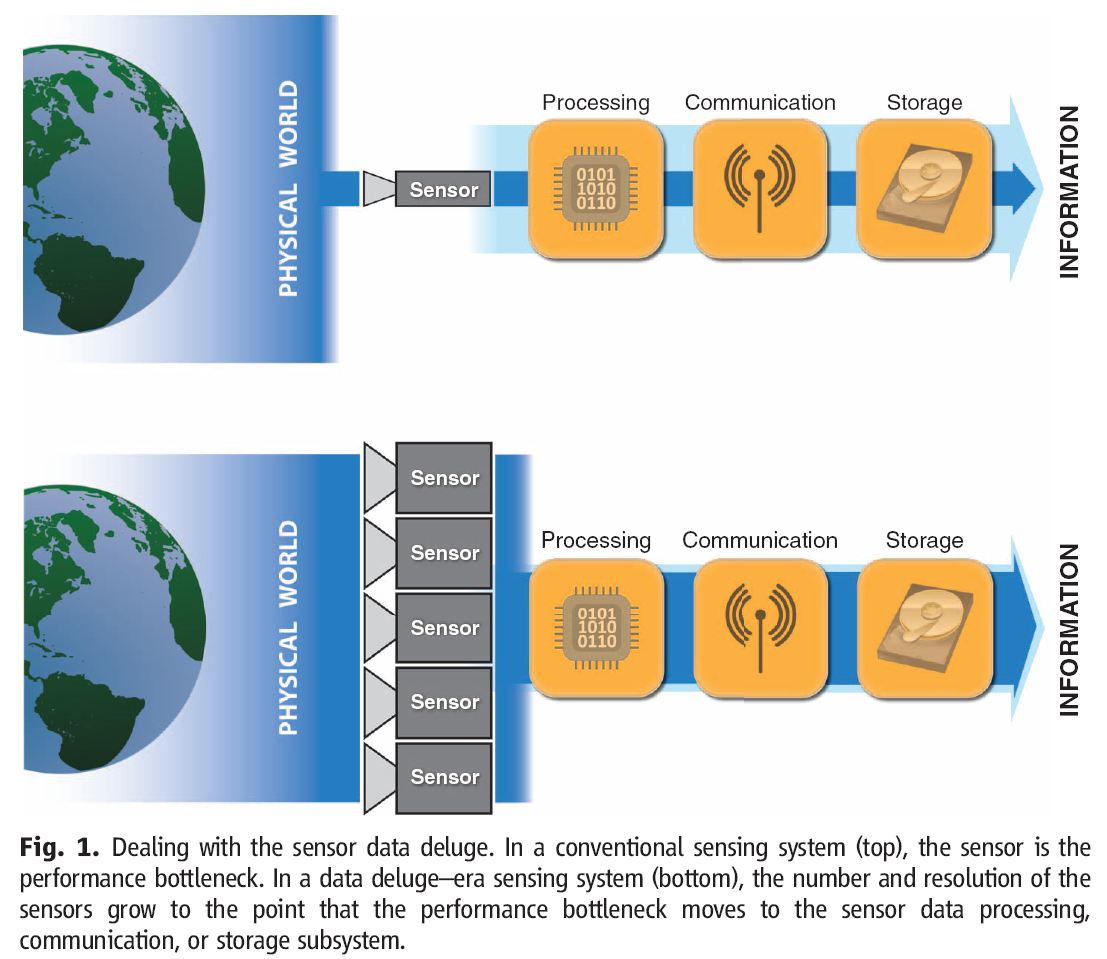 PHYSICAL WORLD
Sensor
Processing
Communication
Storage
0101
1010
0110
INFORMATION
PHYSICAL WORLD
Sensor
Sensor
Sensor
Sensor
Sensor
Processing
Communication
Storage
0101
1010
0110
INFORMATION
Fig. 1. Dealing with the sensor data deluge. In a conventional sensing system (top), the sensor is the
performance bottleneck. In a data deluge–era sensing system (bottom), the number and resolution of the
sensors grow to the point that the performance bottleneck moves to the sensor data processing,
communication, or storage subsystem.